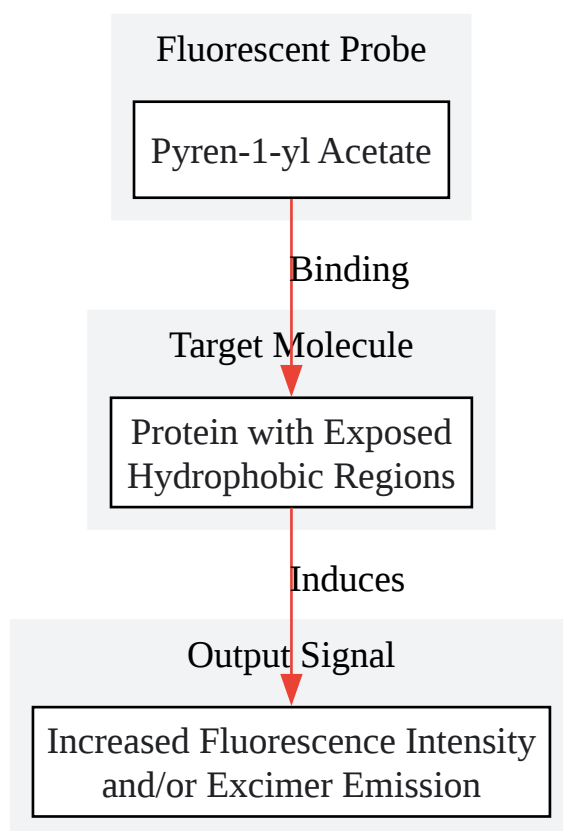 Fluorescent Probe
Pyren-1-yl Acetate
Binding
Target Molecule
Protein with Exposed
Hydrophobic Regions
Induces
Output Signal
Increased Fluorescence Intensity
and/or Excimer Emission